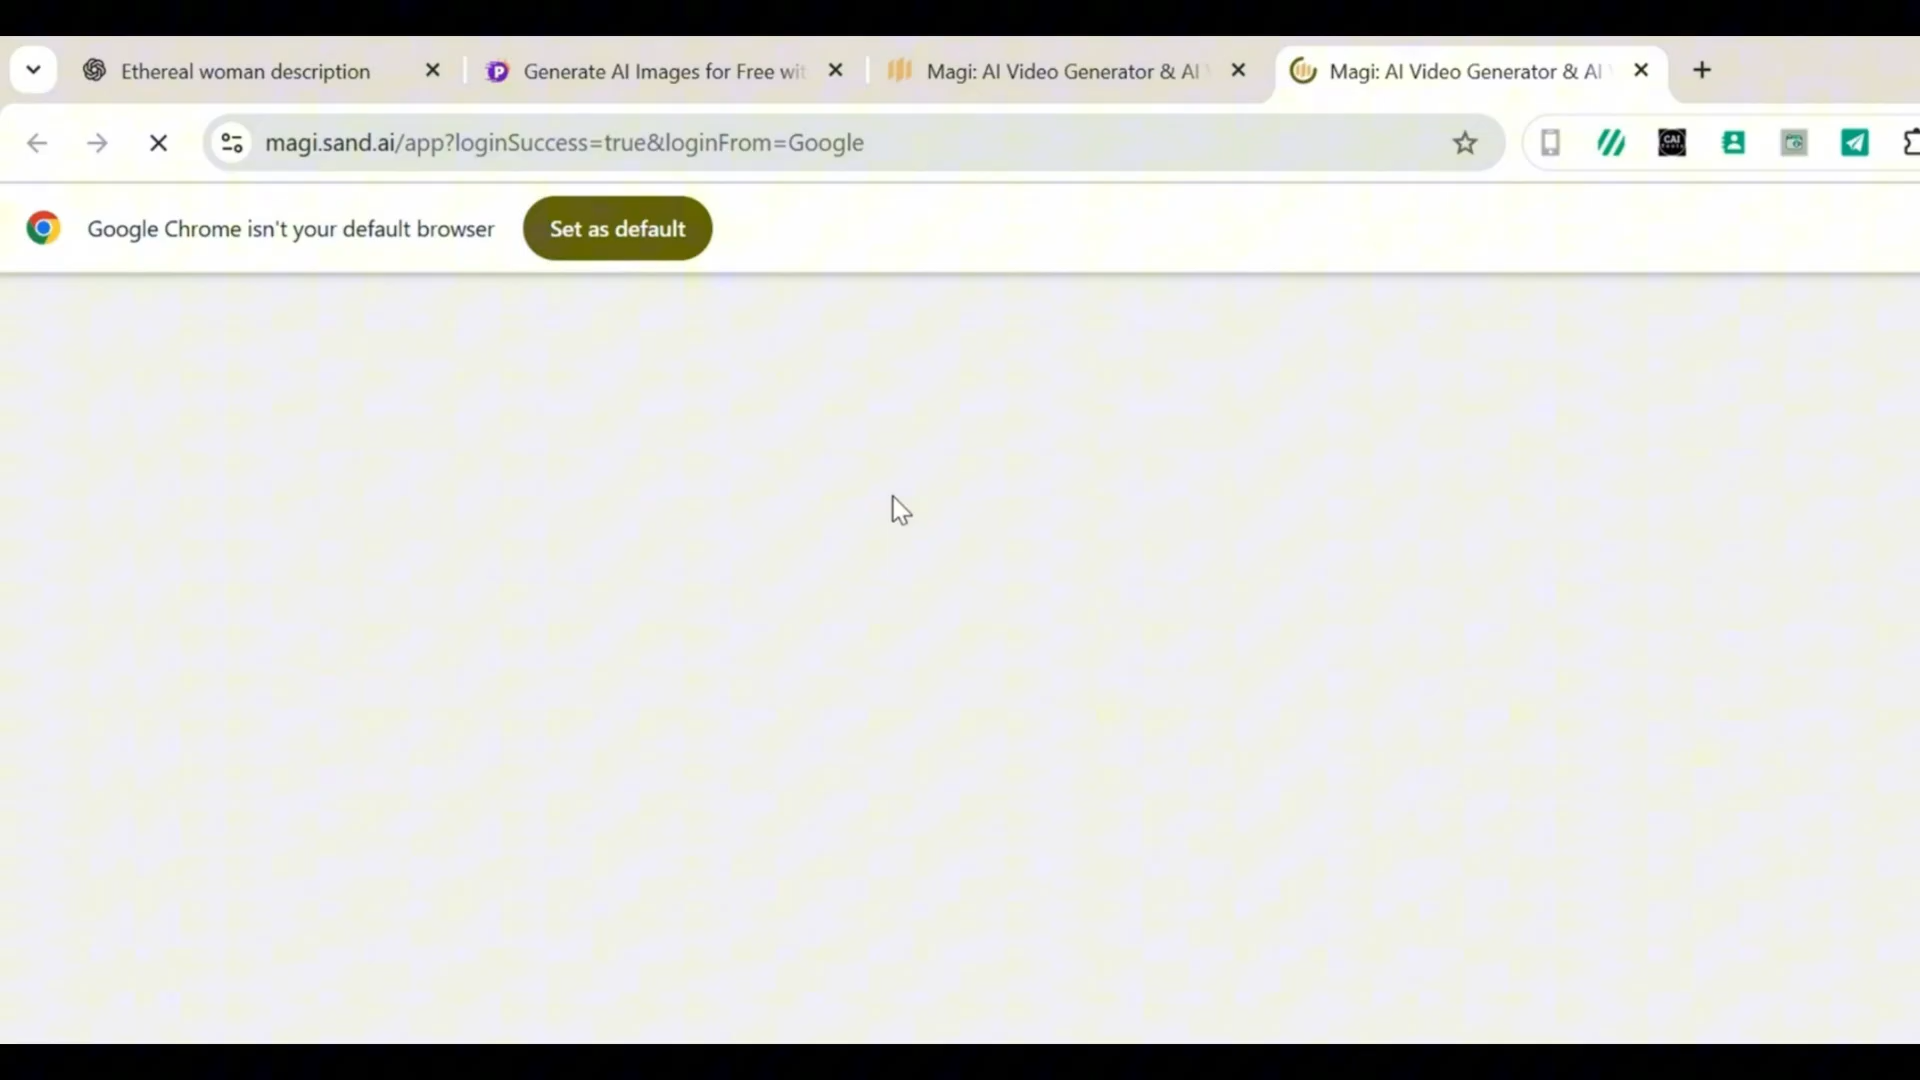 Ethereal woman description
Generate AI Images for Free wit
Magi: AI Video Generator & AI
Magi: AI Video Generator & AI
magi.sand.ai/app?loginSuccess=true&loginFrom=Google
CAI
Google Chrome isn't your default browser
Set as default